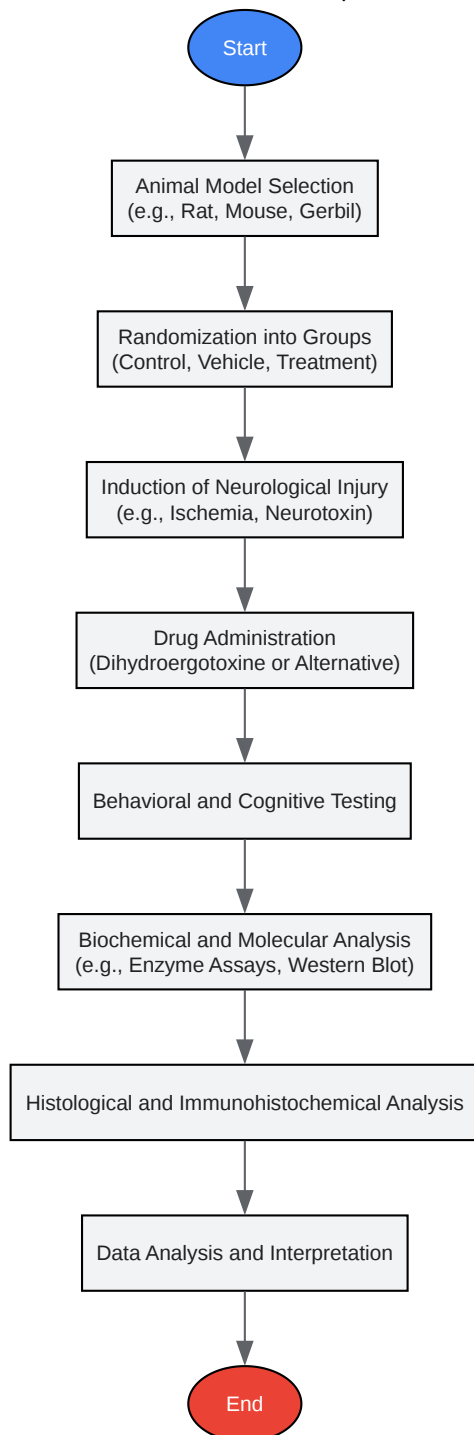 Start
Animal Model Selection
(e.g., Rat, Mouse, Gerbil)
Randomization into Groups
(Control, Vehicle, Treatment)
Induction of Neurological Injury
(e.g., Ischemia, Neurotoxin)
Drug Administration
(Dihydroergotoxine or Alternative)
Behavioral and Cognitive Testing
Biochemical and Molecular Analysis
(e.g., Enzyme Assays, Western Blot)
Histological and Immunohistochemical Analysis
Data Analysis and Interpretation
End